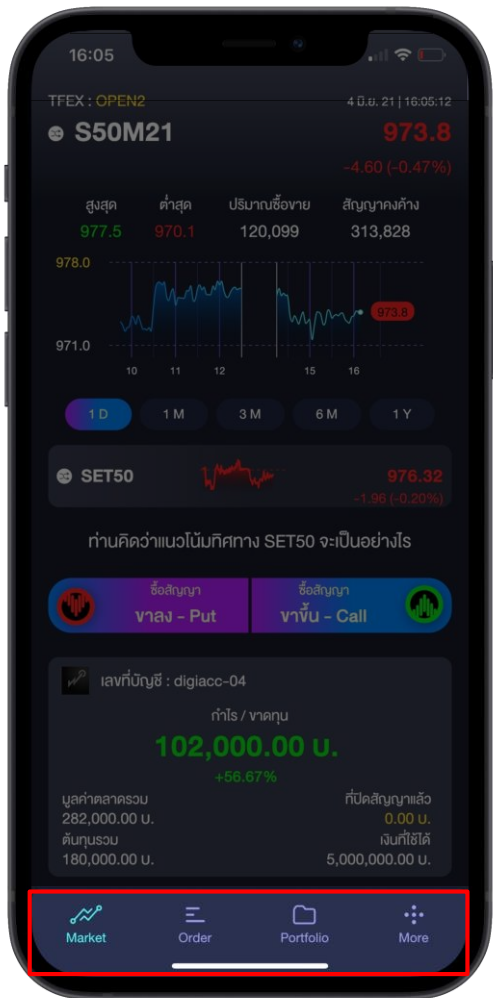 16:05
TFEX : OPEN2 4 มิ.ย. 21 | 16:05:12
S50M21 973.8
-4.60 (-0.47%)
สูงสุด ต่ำสุด ปริมาณซื้อขาย สัญญาคงค้าง
977.5 970.1 120,099 313,828
978.0
973.8
971.0
10 11 12 15 16
1 D 1 M 3 M 6 M 1 Y
SET50 976.32
-1.96 (-0.20%)
ท่านคิดว่าแนวโน้มทิศทาง SET50 จะเป็นอย่างไร
ซื้อสัญญา ซื้อสัญญา
ขาลง - Put ขาขึ้น - Call
เลขที่บัญชี : digiacc-04
กำไร / ขาดทุน
102,000.00 บ.
+56.67%
มูลค่าตลาดรวม ที่ปิดสัญญาแล้ว
282,000.00 บ. 0.00 บ.
ต้นทุนรวม เงินที่ใช้ได้
180,000.00 บ. 5,000,000.00 บ.
Market Order Portfolio More